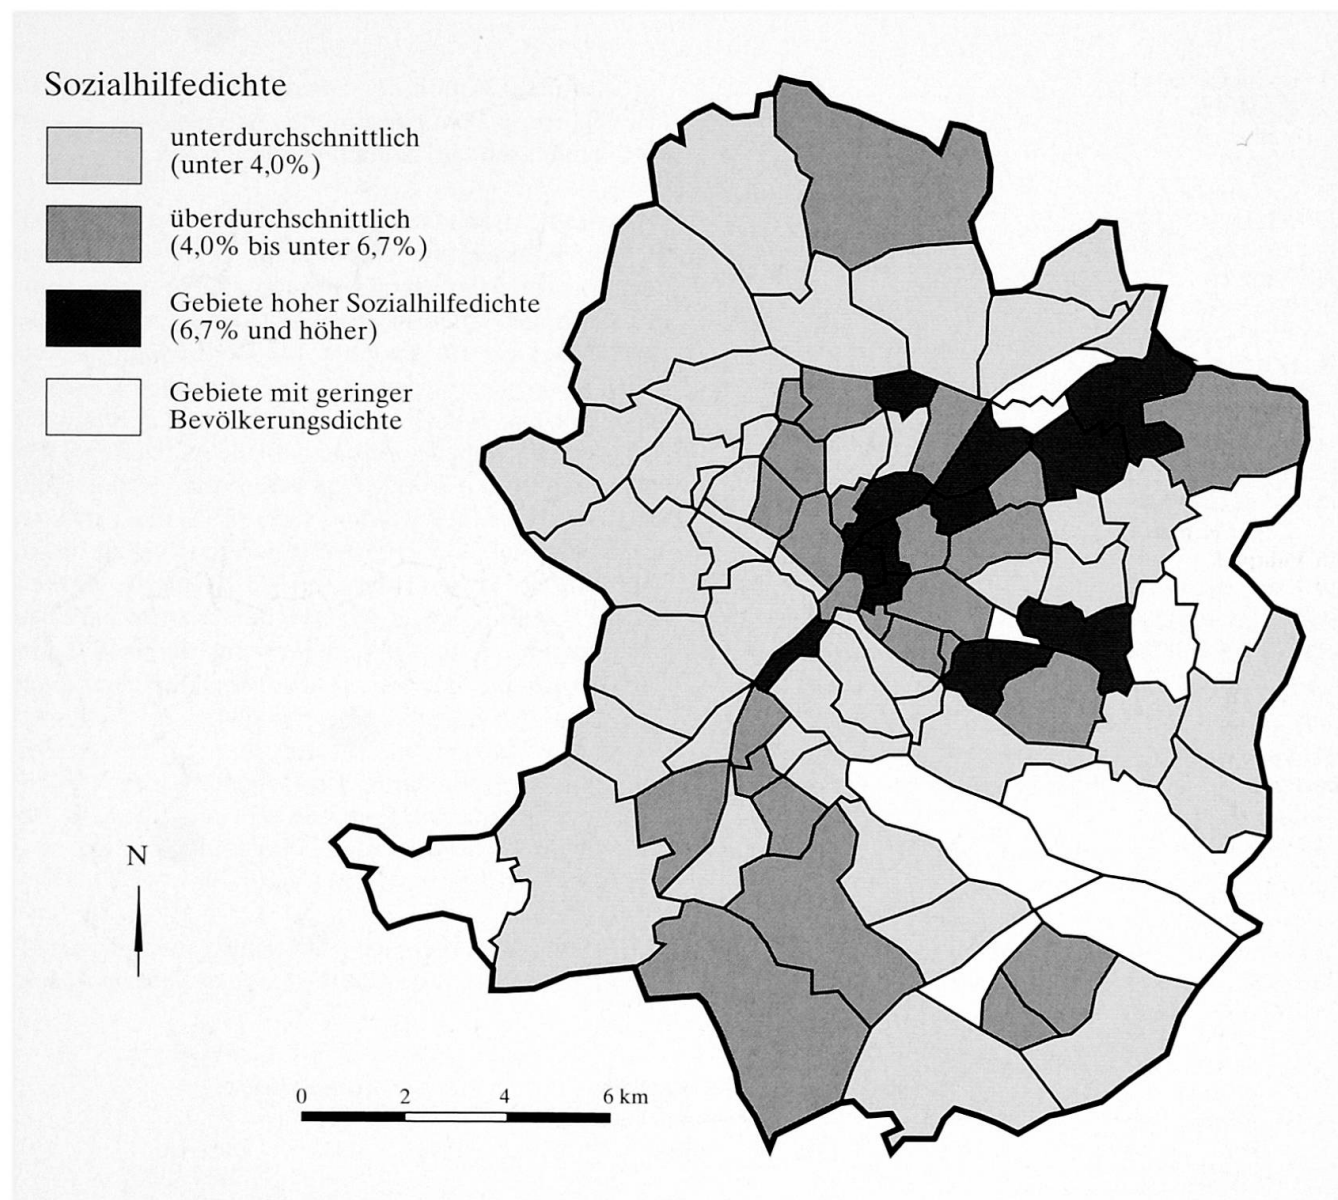 Sozialhilfedichte
unterdurchschnittlich
(unter 4,0%)
überdurchschnittlich
(4,0% bis unter 6,7%)
Gebiete hoher Sozialhilfedichte
(6,7% und höher)
Gebiete mit geringer
Bevölkerungsdichte
N
0 2 4 6 km